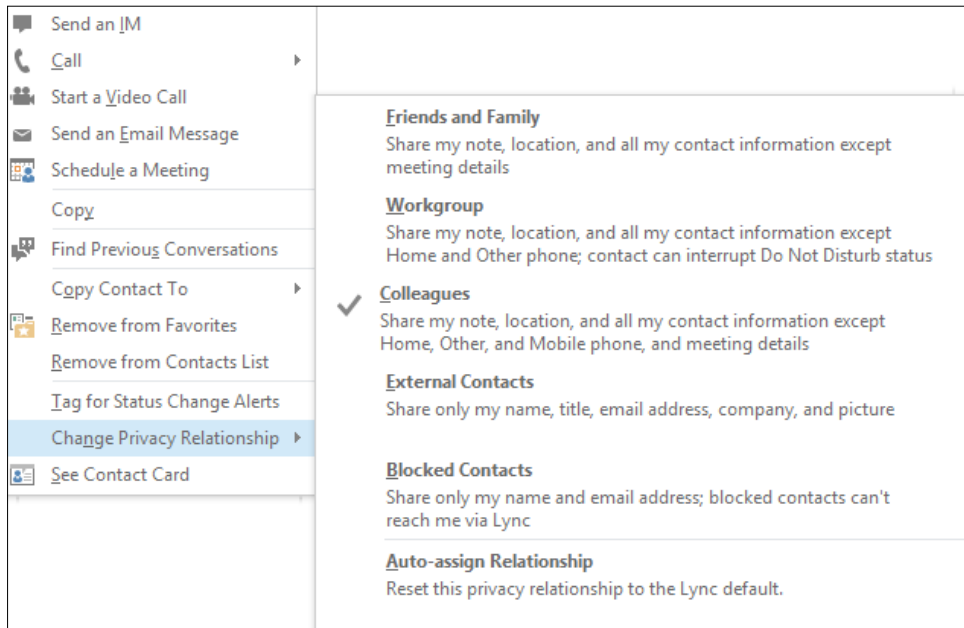 Send an IM
Call
Start a Video Call
Send an Email Message
Schedule a Meeting
Copy
Find Previous Conversations
Copy Contact To
Remove from Favorites
Remove from Contacts List
Tag for Status Change Alerts
Change Privacy Relationship
See Contact Card
Friends and Family
Share my note, location, and all my contact information except
meeting details
Workgroup
Share my note, location, and all my contact information except
Home and Other phone; contact can interrupt Do Not Disturb status
Colleagues
Share my note, location, and all my contact information except
Home, Other, and Mobile phone, and meeting details
External Contacts
Share only my name, title, email address, company, and picture
Blocked Contacts
Share only my name and email address; blocked contacts can't
reach me via Lync
Auto-assign Relationship
Reset this privacy relationship to the Lync default.